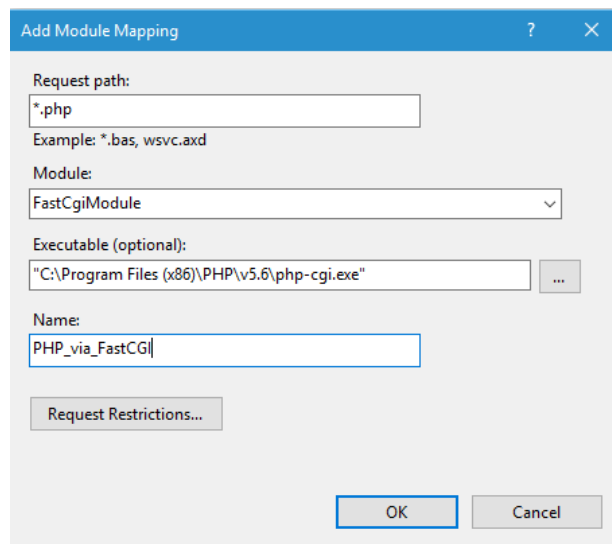 Add Module Mapping
?
Request path:
*.php
Example: *.bas, wsvc.axd
Module:
FastCgiModule
Executable (optional):
"C:\Program Files (x86)\PHP\v5.6\php-cgi.exe"
...
Name:
PHP_via_FastCGI
Request Restrictions...
OK
Cancel